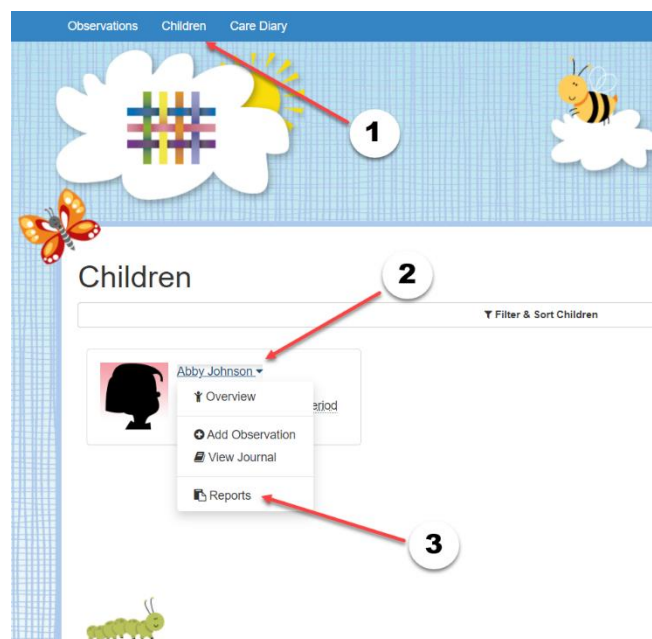 Observations Children Care Diary
1
Children
2
Filter & Sort Children
Abby Johnson
Overview
eriod
Add Observation
View Journal
Reports
3